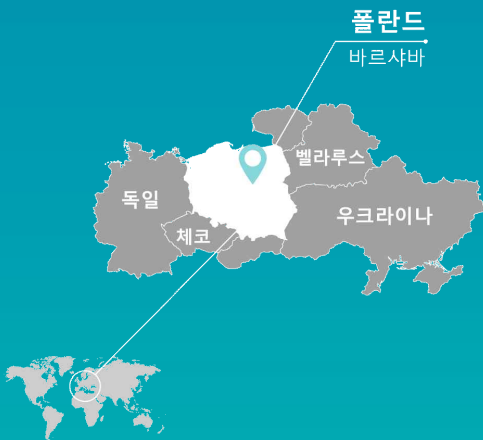 폴란드
바르샤바
벨라루스
독일
우크라이나
체코